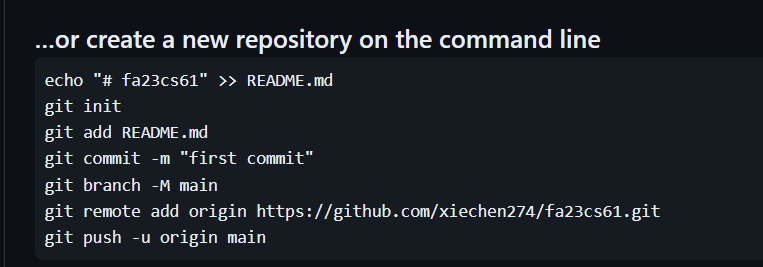 ...or create a new repository on the command line
echo "# fa23cs61" >> README.md
git init
git add README.md
git commit -m "first commit"
git branch -M main
git remote add origin https://github.com/xiechen274/fa23cs61.git
git push -u origin main